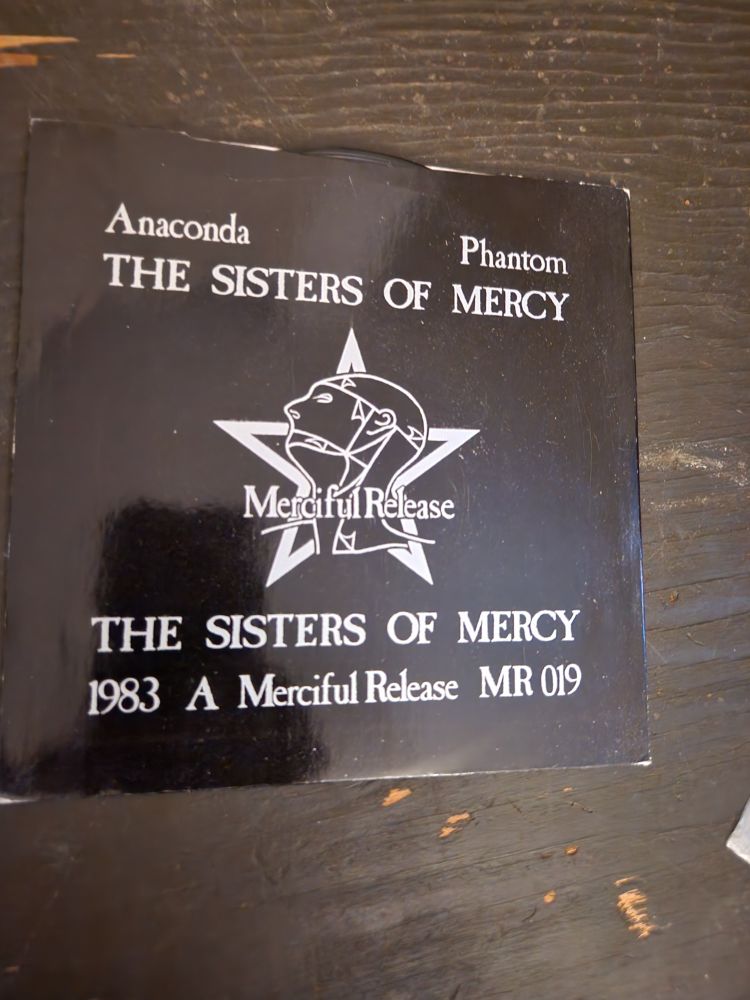 Anaconda Phantom
THE SISTERS OF MERCY
Merciful Release
THE SISTERS OF MERCY
1983 A Merciful Release MR 019